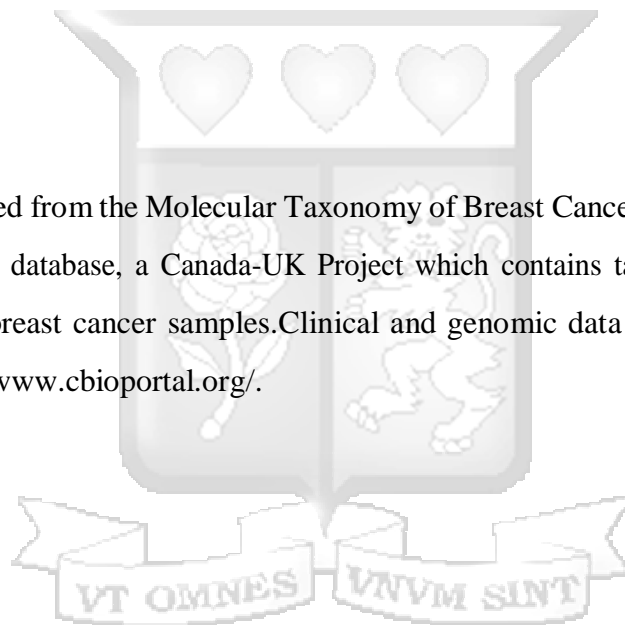 ed from the Molecular Taxonomy of Breast Cance
database, a Canada-UK Project which contains ta
breast cancer samples.Clinical and genomic data
www.cbioportal.org/.
VT OMNES VNVM SINT